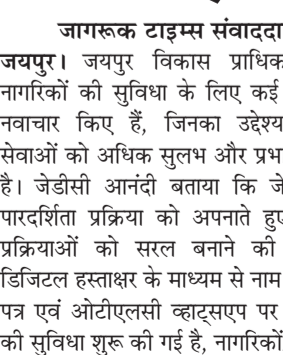 जागरूक टाइम्स संवाददा
जयपुर। जयपुर विकास प्राधिक
नागरिकों की सुविधा के लिए कई
नवाचार किए हैं, जिनका उद्देश्य
सेवाओं को अधिक सुलभ और प्रभ
है। जेडीसी आनंदी बताया कि जे
पारदर्शिता प्रक्रिया को अपनाते हुए
प्रक्रियाओं को सरल बनाने की
डिजिटल हस्ताक्षर के माध्यम से नाम
पत्र एवं ओटीएलसी व्हाट्सएप पर
की सुविधा शुरू की गई है, नागरिकों